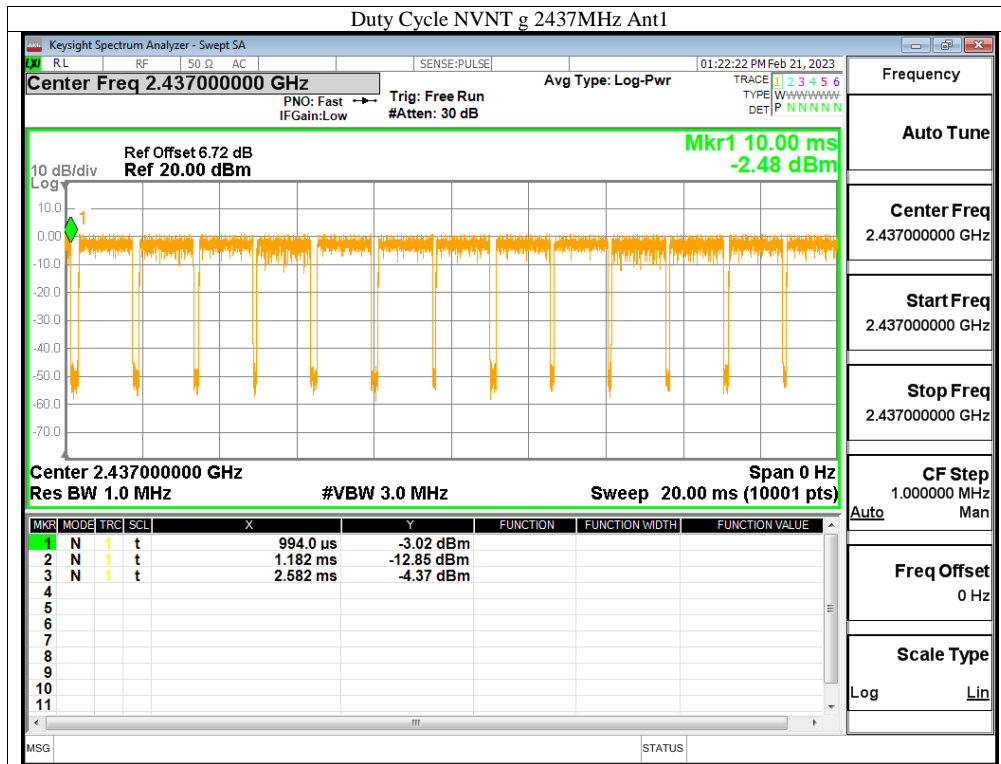 Duty Cycle NVNT g 2437MHz Ant1
Keysight Spectrum Analyzer - Swept SA
LXI RL RF 50 Ω AC SENSE:PULSE 01:22:22 PM Feb 21, 2023
Center Freq 2.437000000 GHz Avg Type: Log-Pwr TRACE 1 2 3 4 5 6
PNO: Fast Trig: Free Run TYPE WWWWWWW
IFGain:Low #Atten: 30 dB DET P N N N N N
Mkr1 10.00 ms
Ref Offset 6.72 dB -2.48 dBm
10 dB/div Ref 20.00 dBm
Log
10.0
1
0.00
-10.0
-20.0
-30.0
-40.0
-50.0
-60.0
-70.0
Center 2.437000000 GHz Span 0 Hz
Res BW 1.0 MHz #VBW 3.0 MHz Sweep 20.00 ms (10001 pts)
MKR MODE TRC SCL X Y FUNCTION FUNCTION WIDTH FUNCTION VALUE
1 N 1 t 994.0 µs -3.02 dBm
2 N 1 t 1.182 ms -12.85 dBm
3 N 1 t 2.582 ms -4.37 dBm
4
5
6
7
8
9
10
11
MSG STATUS
Frequency
Auto Tune
Center Freq
2.437000000 GHz
Start Freq
2.437000000 GHz
Stop Freq
2.437000000 GHz
CF Step
1.000000 MHz
Auto Man
Freq Offset
0 Hz
Scale Type
Log Lin